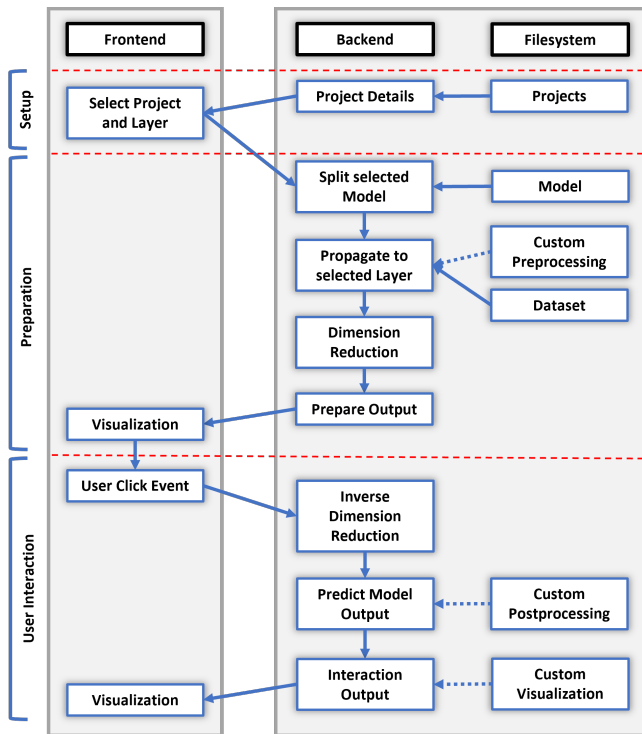 Frontend
Backend
Filesystem
Setup
Select Project
and Layer
Project Details
Projects
Preparation
Split selected
Model
Model
Propagate to
selected Layer
Custom
Preprocessing
Dataset
Dimension
Reduction
Prepare Output
Visualization
User Interaction
User Click Event
Inverse
Dimension
Reduction
Predict Model
Output
Custom
Postprocessing
Interaction
Output
Custom
Visualization
Visualization